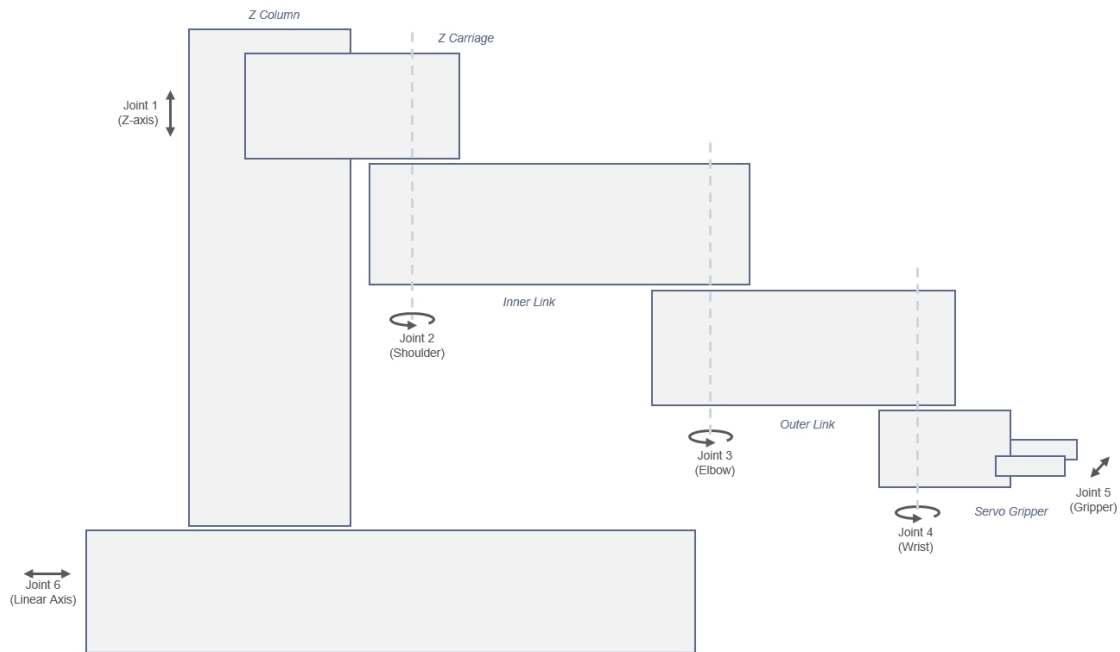 Z Column
Z Carriage
Joint 1
(Z-axis)
Inner Link
Joint 2
(Shoulder)
Outer Link
Joint 3
(Elbow)
Joint 5
(Gripper)
Servo Gripper
Joint 4
(Wrist)
Joint 6
(Linear Axis)